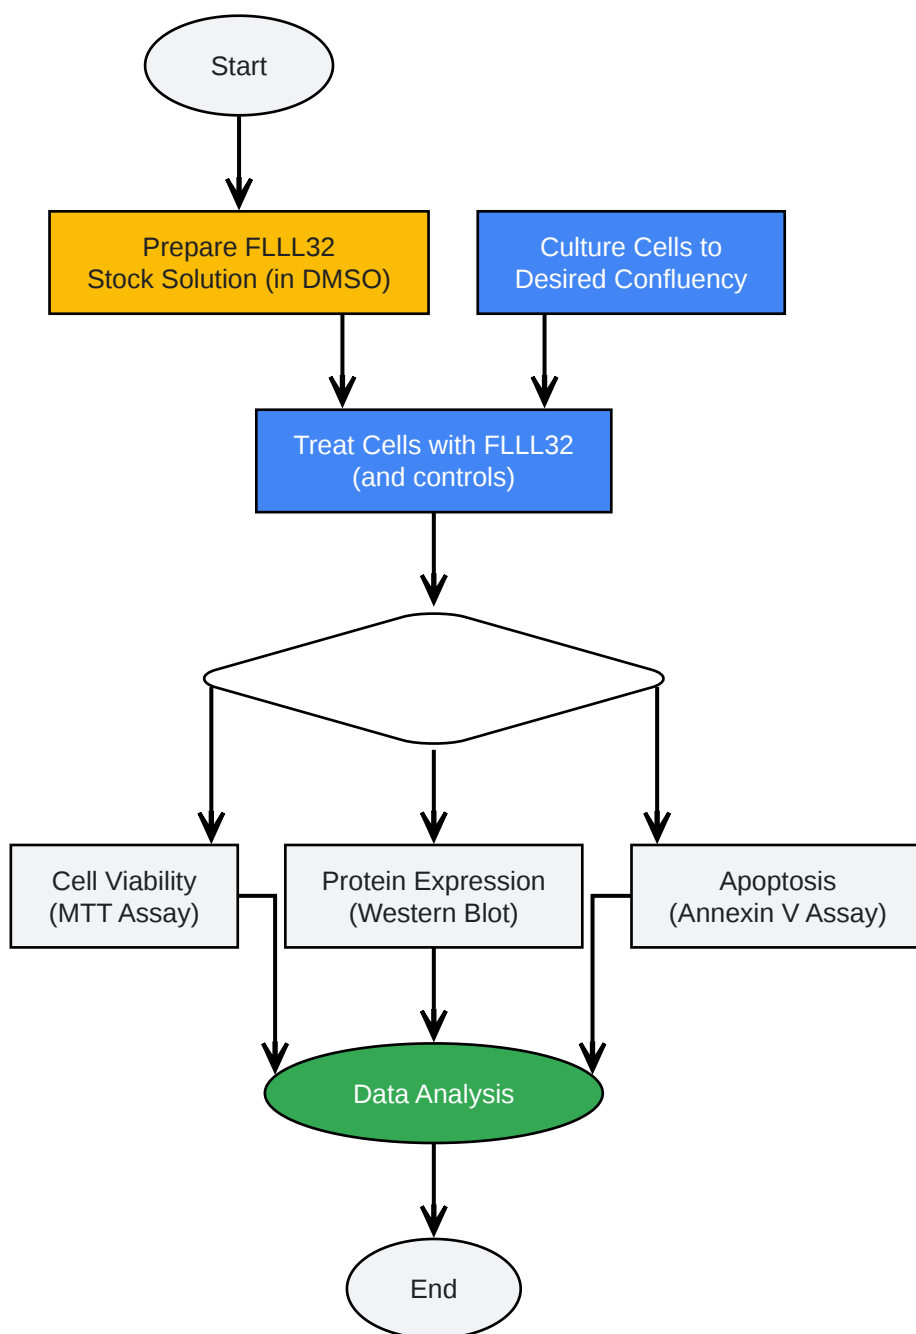 Start
Prepare FLLL32
Stock Solution (in DMSO)
Culture Cells to
Desired Confluency
Treat Cells with FLLL32
(and controls)
Cell Viability
(MTT Assay)
Protein Expression
(Western Blot)
Apoptosis
(Annexin V Assay)
Data Analysis
End